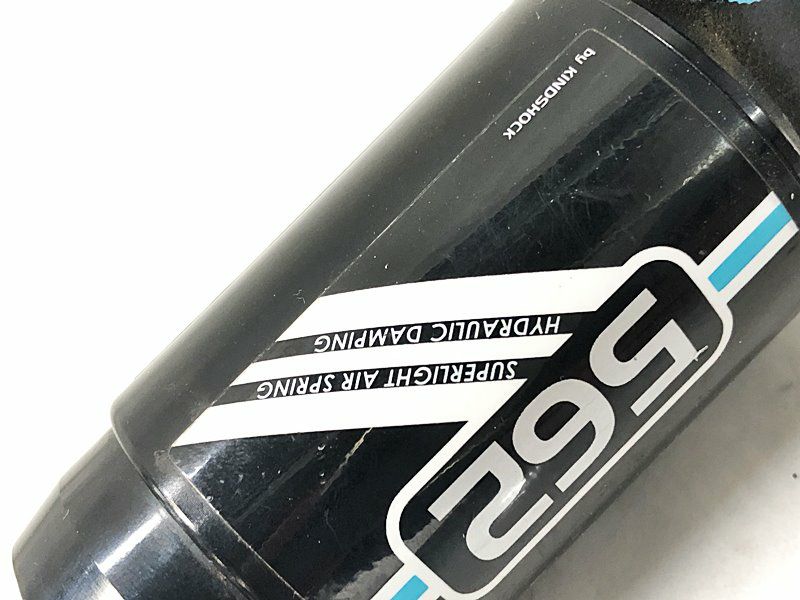 by KINDSHOCK
562
HYDRAULIC DAMPING
SUPERLIGHT AIR SPRING